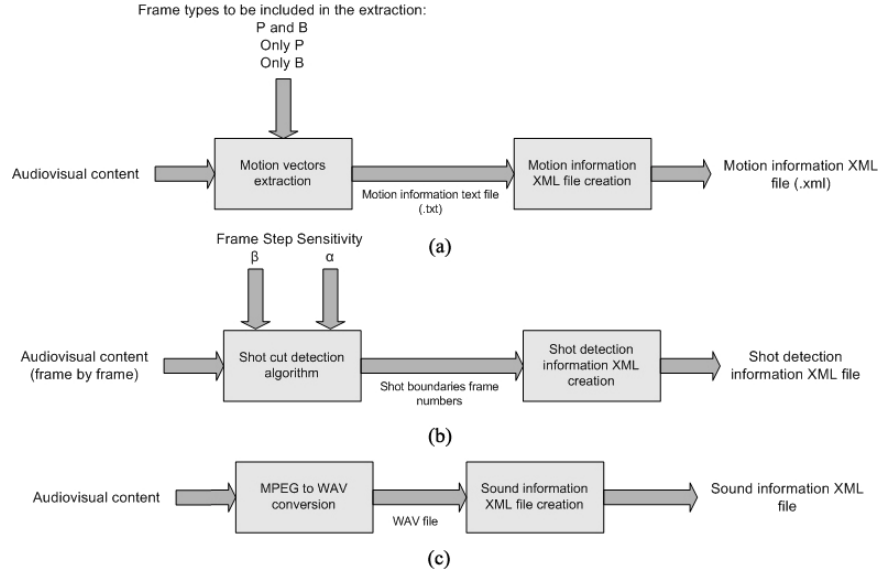 Frame types to be included in the extraction:
P and B
Only P
Only B
Audiovisual content
Motion vectors
extraction
Motion information text file
(.txt)
Motion information
XML file creation
Motion information XML
file (.xml)
(a)
Frame Step Sensitivity
β α
Audiovisual content
(frame by frame)
Shot cut detection
algorithm
Shot boundaries frame
numbers
Shot detection
information XML
creation
Shot detection
information XML file
(b)
Audiovisual content
MPEG to WAV
conversion
WAV file
Sound information
XML file creation
Sound information XML
file
(c)